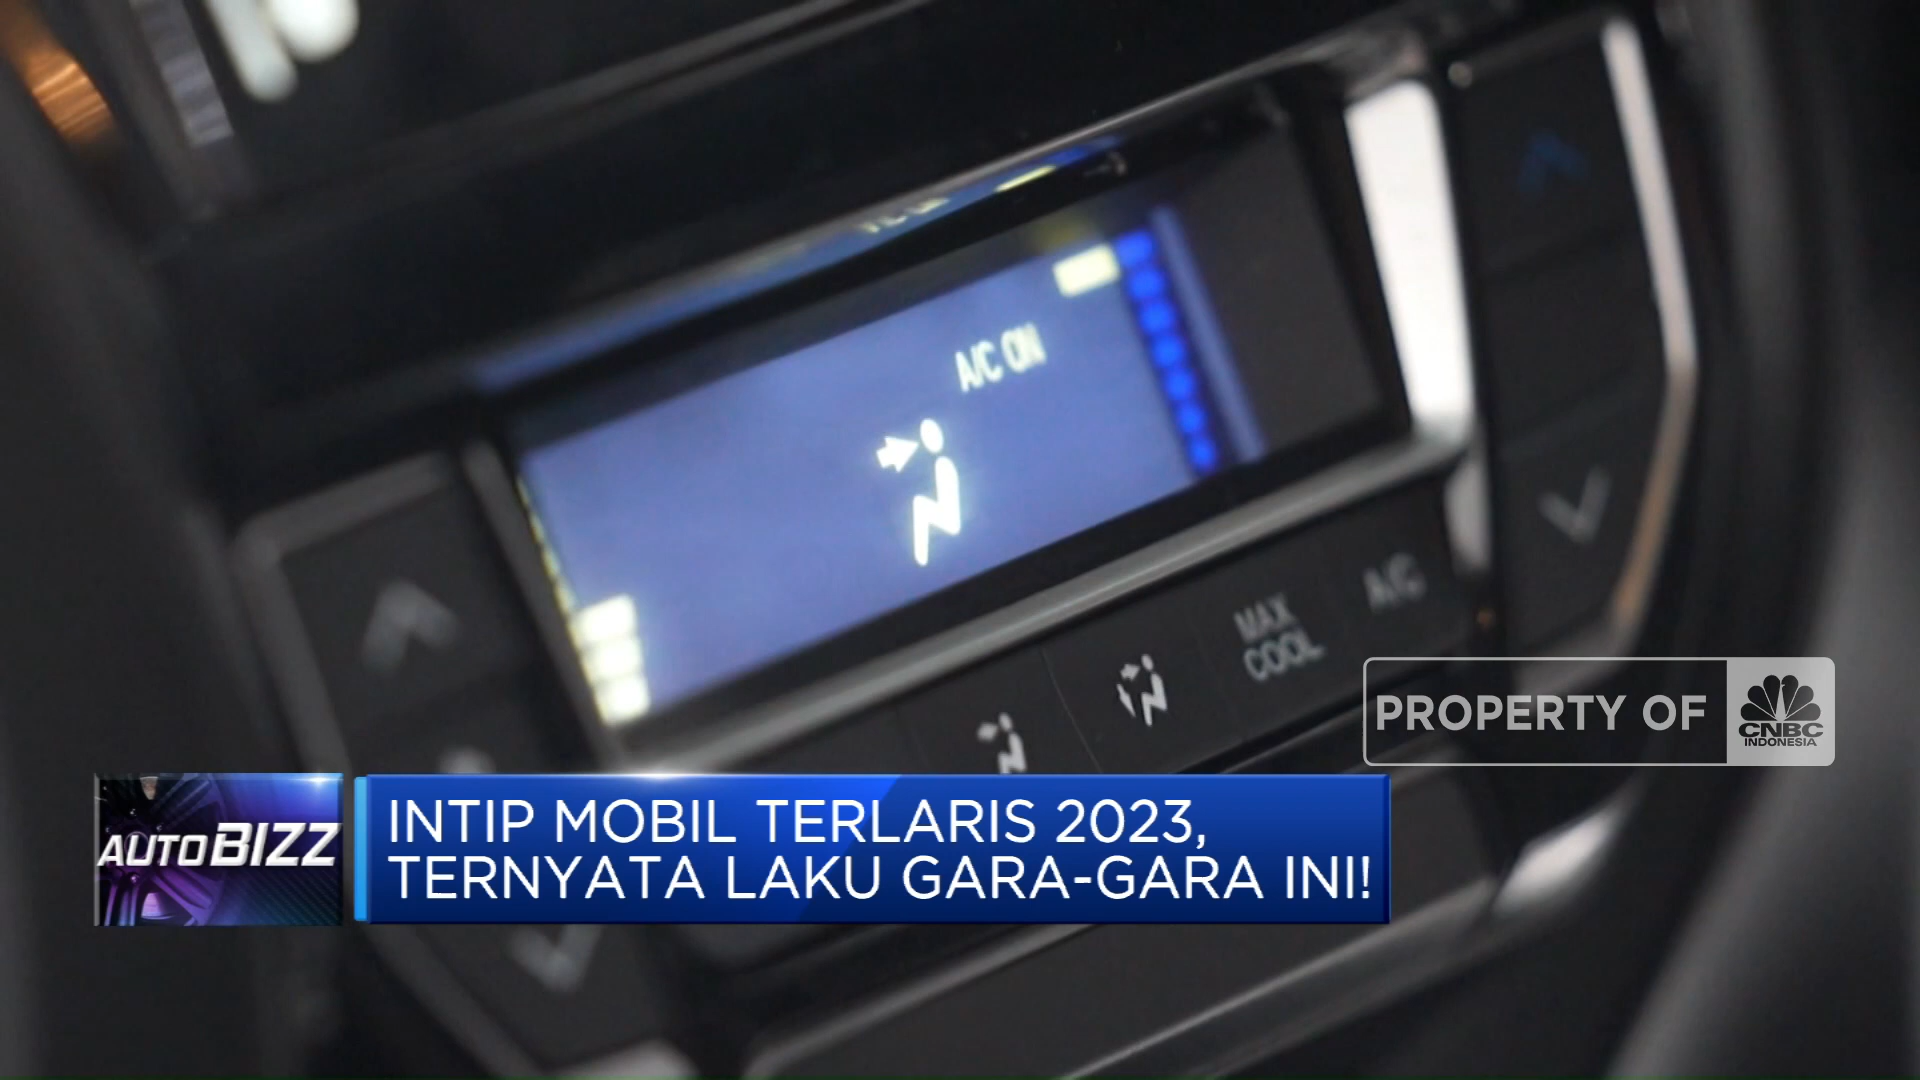 A/C ON
MAX
COOL
A/C
PROPERTY OF
CNBC
INDONESIA
AUTOBIZZ
INTIP MOBIL TERLARIS 2023,
TERNYATA LAKU GARA-GARA INI!